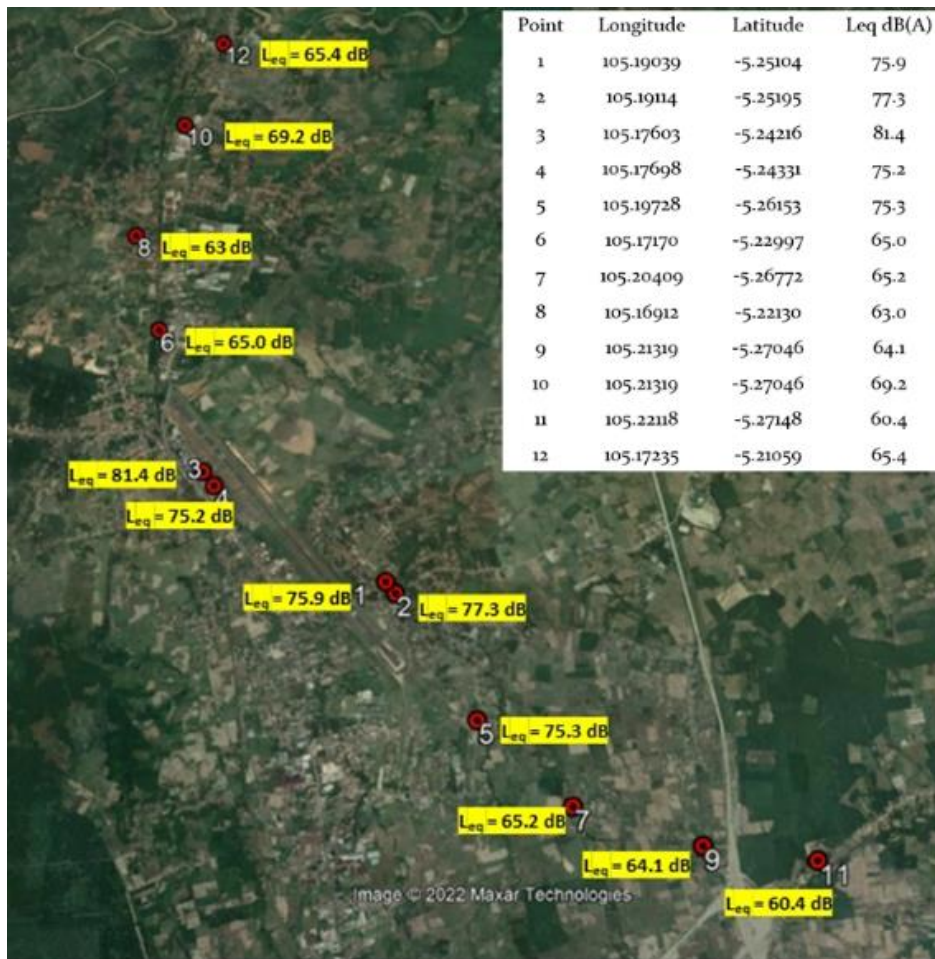 Point Longitude Latitude Leq dB(A)
1 105.19039 -5.25104 75.9
2 105.19114 -5.25195 77.3
3 105.17603 -5.24216 81.4
4 105.17698 -5.24331 75.2
5 105.19728 -5.26153 75.3
6 105.17170 -5.22997 65.0
7 105.20409 -5.26772 65.2
8 105.16912 -5.22130 63.0
9 105.21319 -5.27046 64.1
10 105.21319 -5.27046 69.2
11 105.22118 -5.27148 60.4
12 105.17235 -5.21059 65.4
12 Leq = 65.4 dB
10 Leq = 69.2 dB
8 Leq = 63 dB
6 Leq = 65.0 dB
3
Leq = 81.4 dB
4
Leq = 75.2 dB
Leq = 75.9 dB 1
2 Leq = 77.3 dB
5 Leq = 75.3 dB
Leq = 65.2 dB 7
Leq = 64.1 dB 9
11
Image © 2022 Maxar Technologies
Leq = 60.4 dB